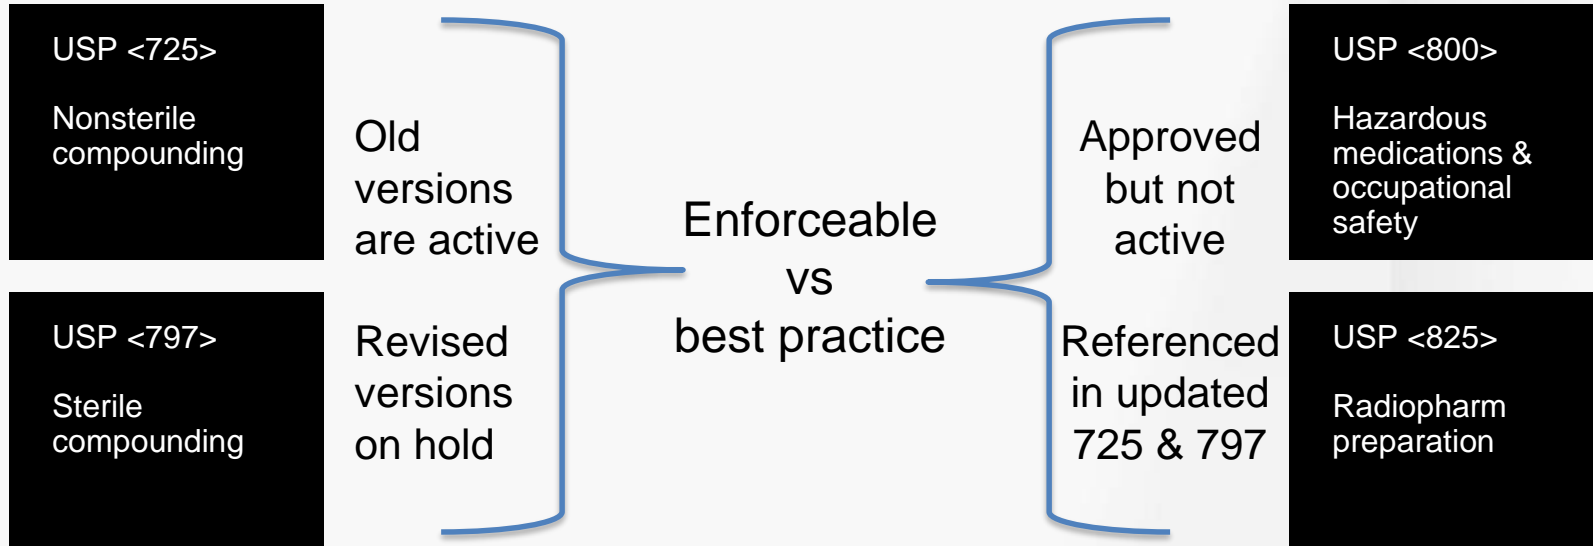 USP <725>
Nonsterile
compounding
USP <797>
Sterile
compounding
Old
versions
are active
Revised
versions
on hold
Enforceable
vs
best practice
Approved
but not
active
Referenced
in updated
725 & 797
USP <800>
Hazardous
medications &
occupational
safety
USP <825>
Radiopharm
preparation